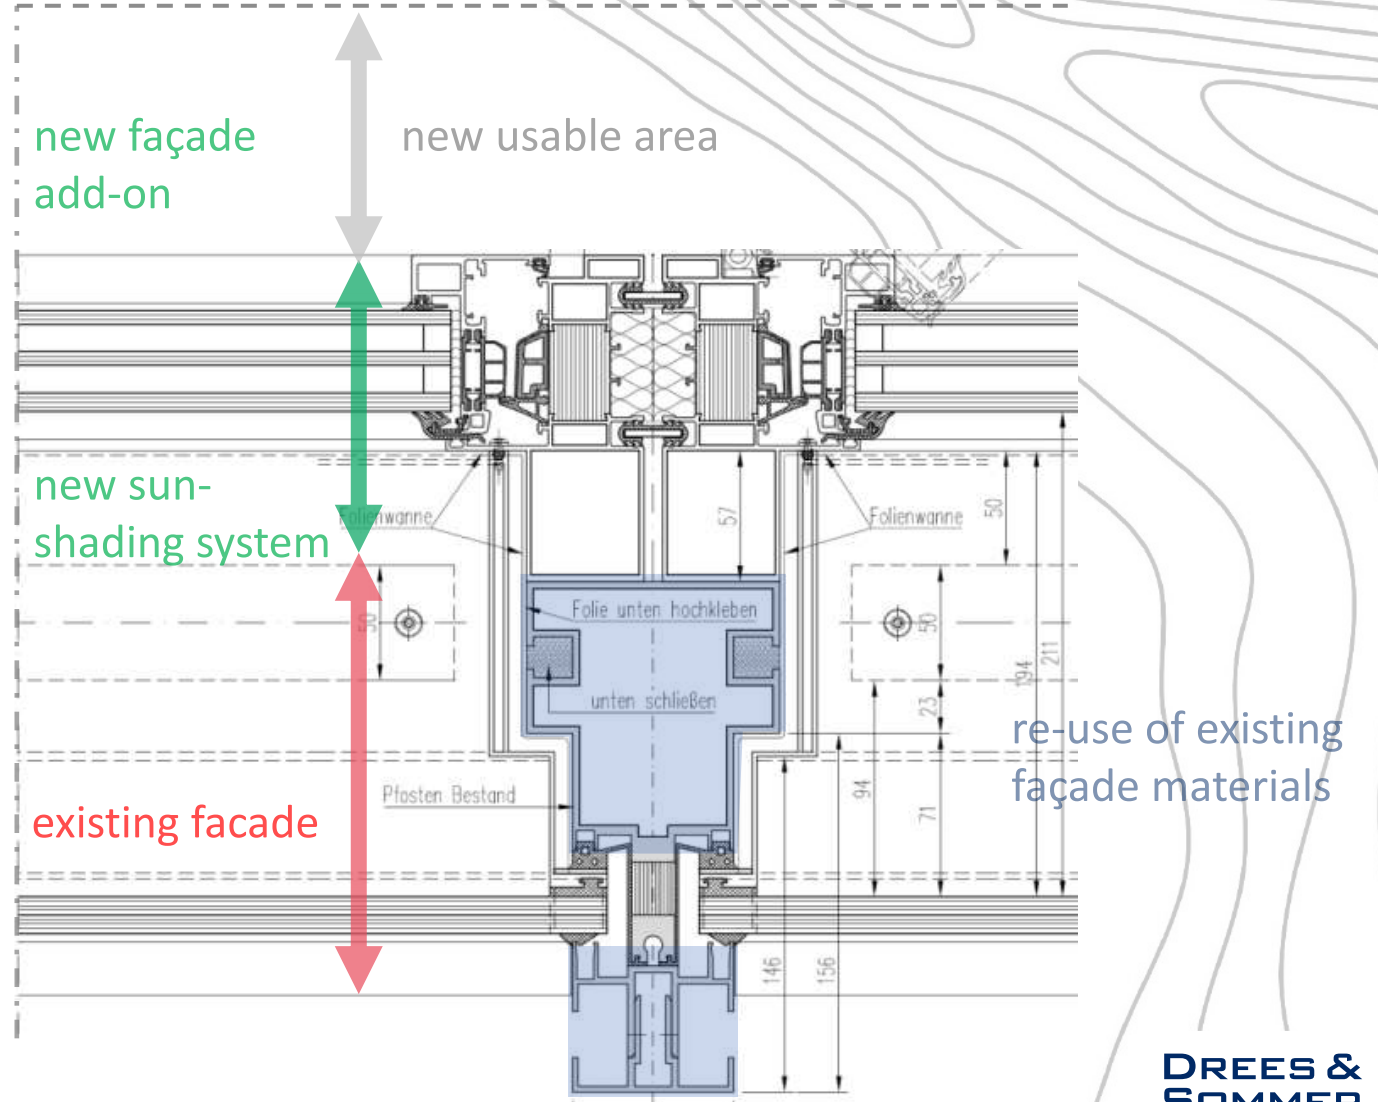 new façade
add-on
new usable area
new sun-
shading system
Folienwanne
57
Folienwanne
50
Folie unten hochkleben
50
50
194
211
unten schließen
23
re-use of existing
façade materials
Pfosten Bestand
94
71
existing facade
146
156
DREES &
SOMMER